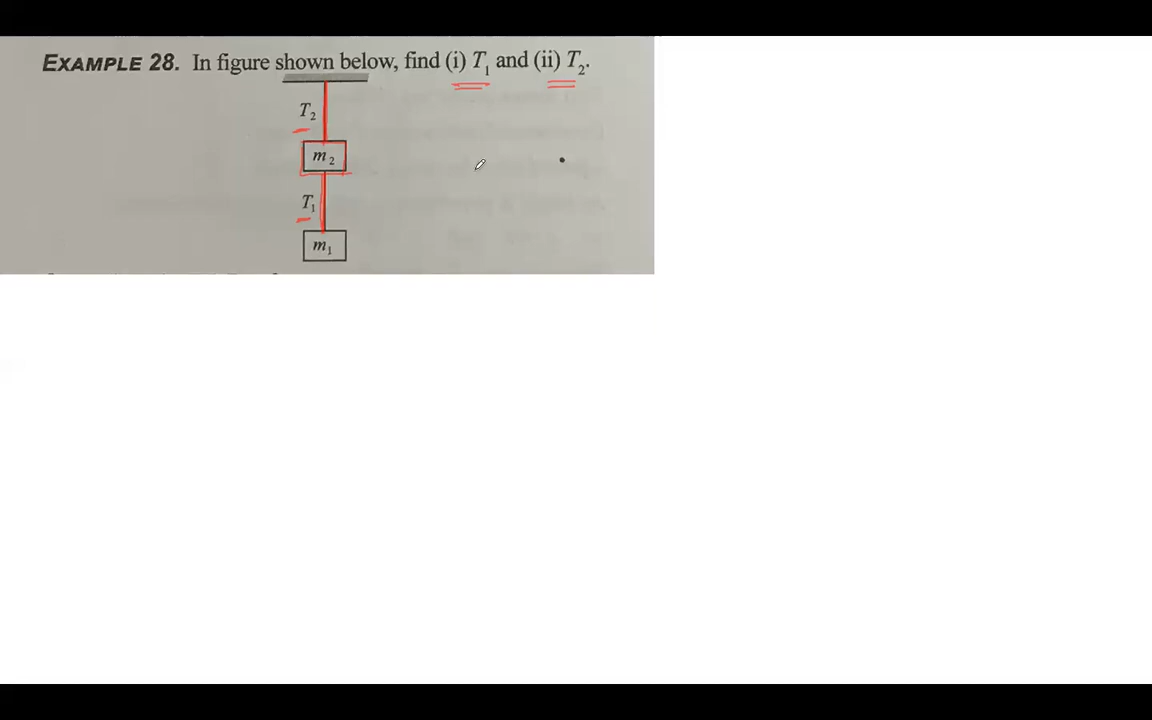 EXAMPLE 28. In figure shown below, find (i) T₁ and (ii) T₂.
T₂
m₂
T₁
m₁